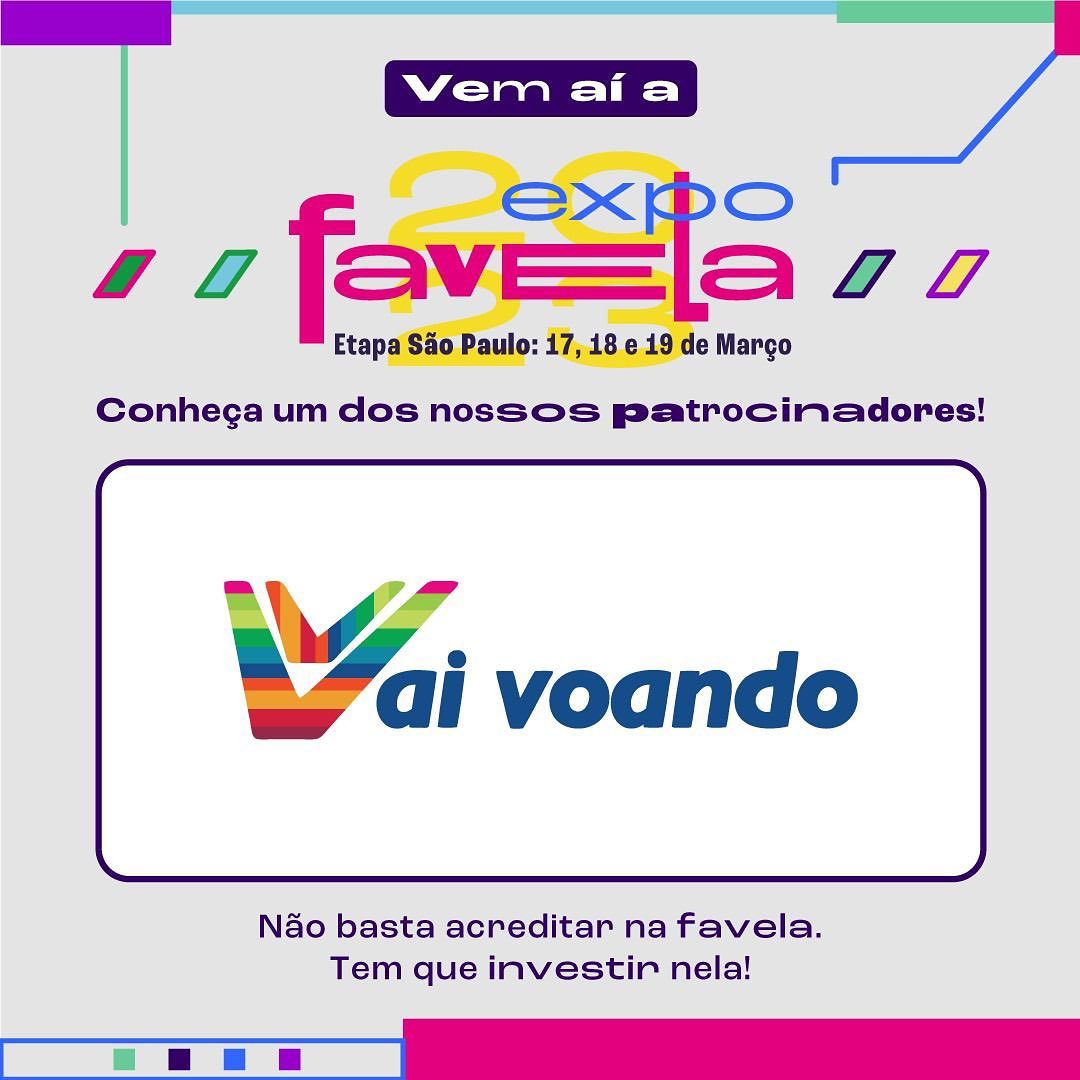 Vem aí a
2023
expo
favela
Etapa São Paulo: 17, 18 e 19 de Março
Conheça um dos nossos patrocinadores!
Vai voando
Não basta acreditar na favela.
Tem que investir nela!